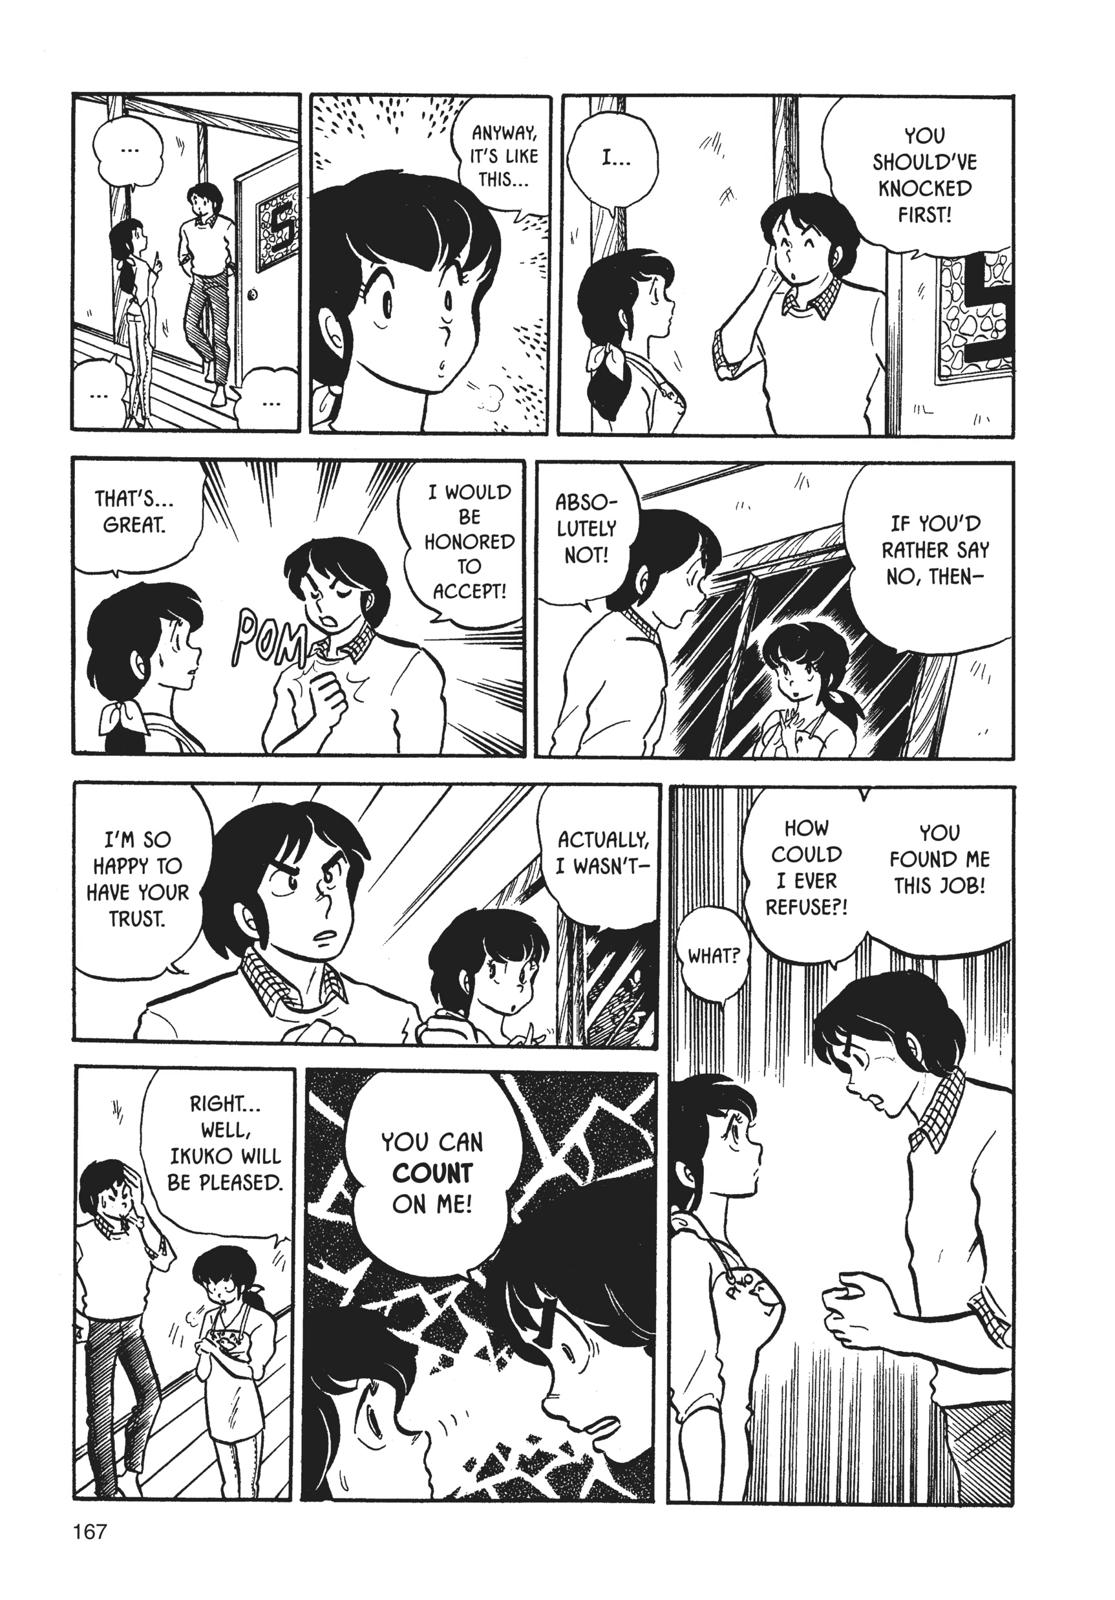 YOU
SHOULD'VE
KNOCKED
FIRST!
I...
5
ANYWAY,
IT'S LIKE
THIS...
...
5
...
...
IF YOU'D
RATHER SAY
NO, THEN–
ABSO-
LUTELY
NOT!
I WOULD
BE
HONORED
TO
ACCEPT!
POM
THAT'S...
GREAT.
YOU
FOUND ME
THIS JOB!
HOW
COULD
I EVER
REFUSE?!
WHAT?
ACTUALLY,
I WASN'T–
I'M SO
HAPPY TO
HAVE YOUR
TRUST.
YOU CAN
COUNT
ON ME!
RIGHT...
WELL,
IKUKO WILL
BE PLEASED.
167